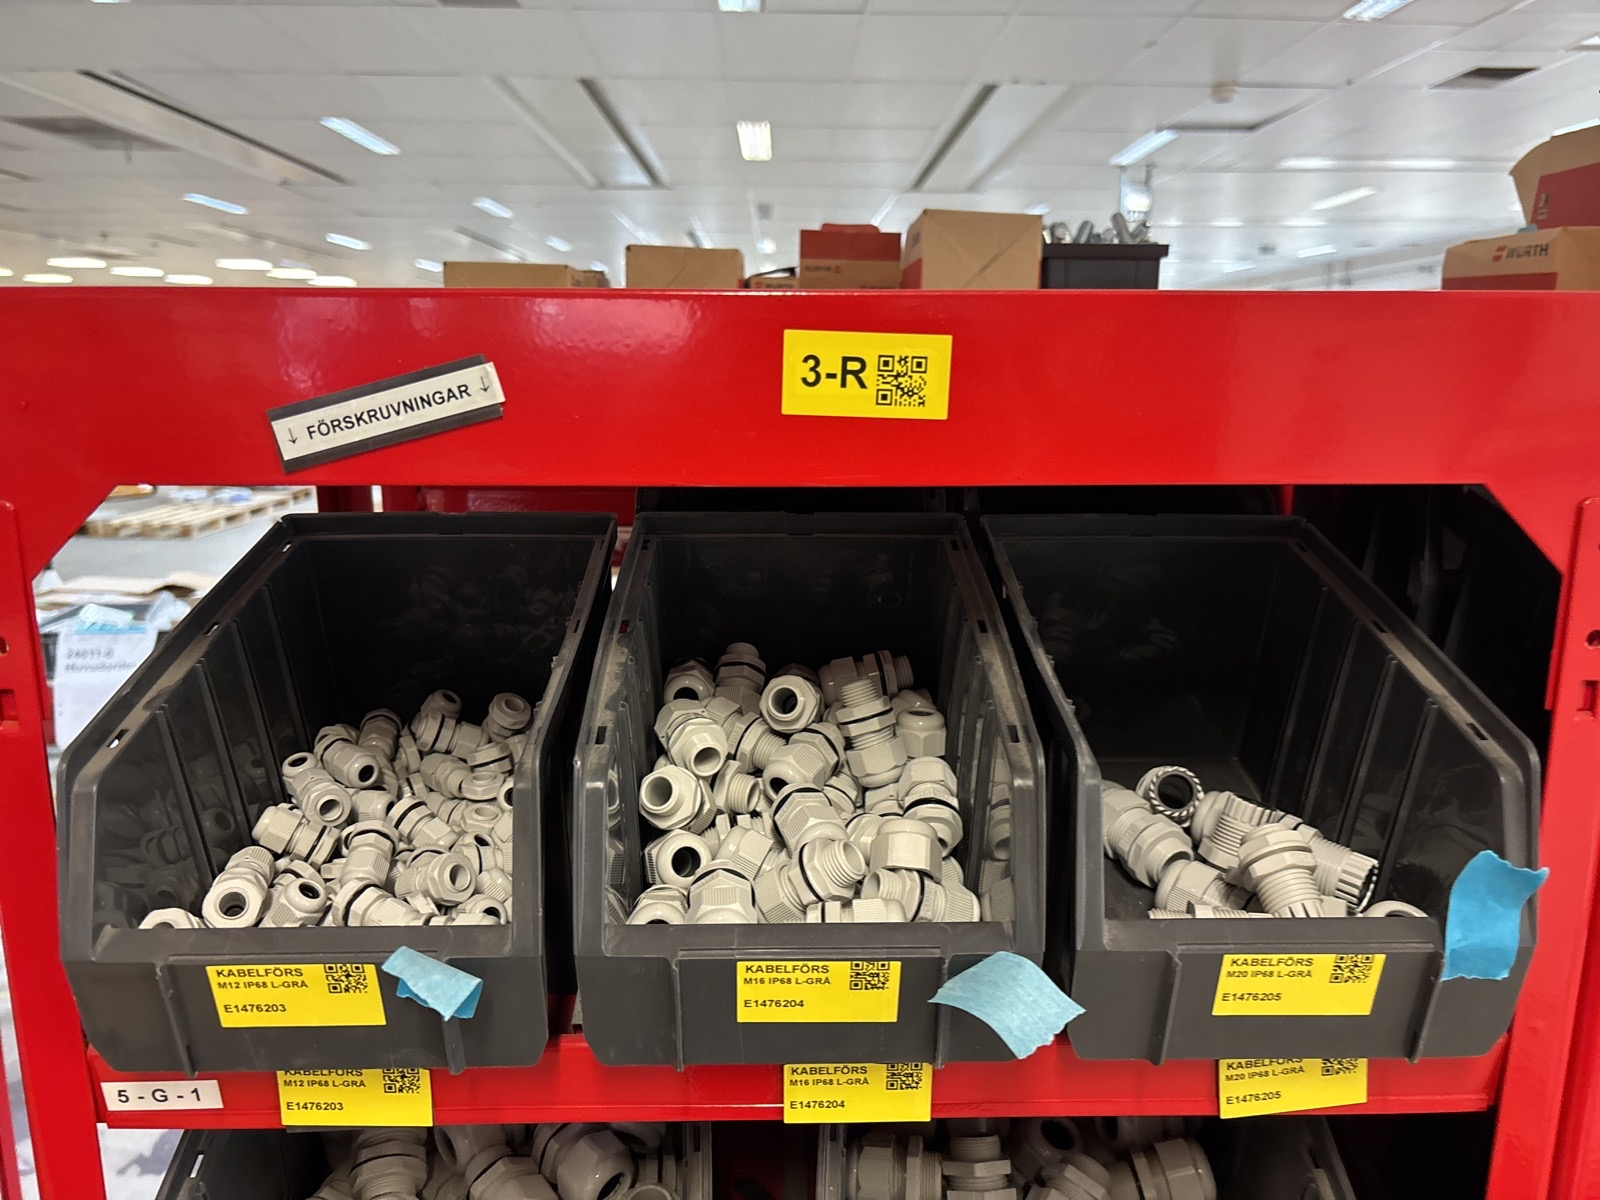 WÜRTH
3-R
↓ FÖRSKRUVNINGAR ↓
KABELFÖRS
M12 IP68 L-GRÅ
E1476203
KABELFÖRS
M16 IP68 L-GRÅ
E1476204
KABELFÖRS
M20 IP68 L-GRÅ
E1476205
5-G-1
KABELFÖRS
M12 IP68 L-GRÅ
E1476203
KABELFÖRS
M16 IP68 L-GRÅ
E1476204
KABELFÖRS
M20 IP68 L-GRÅ
E1476205